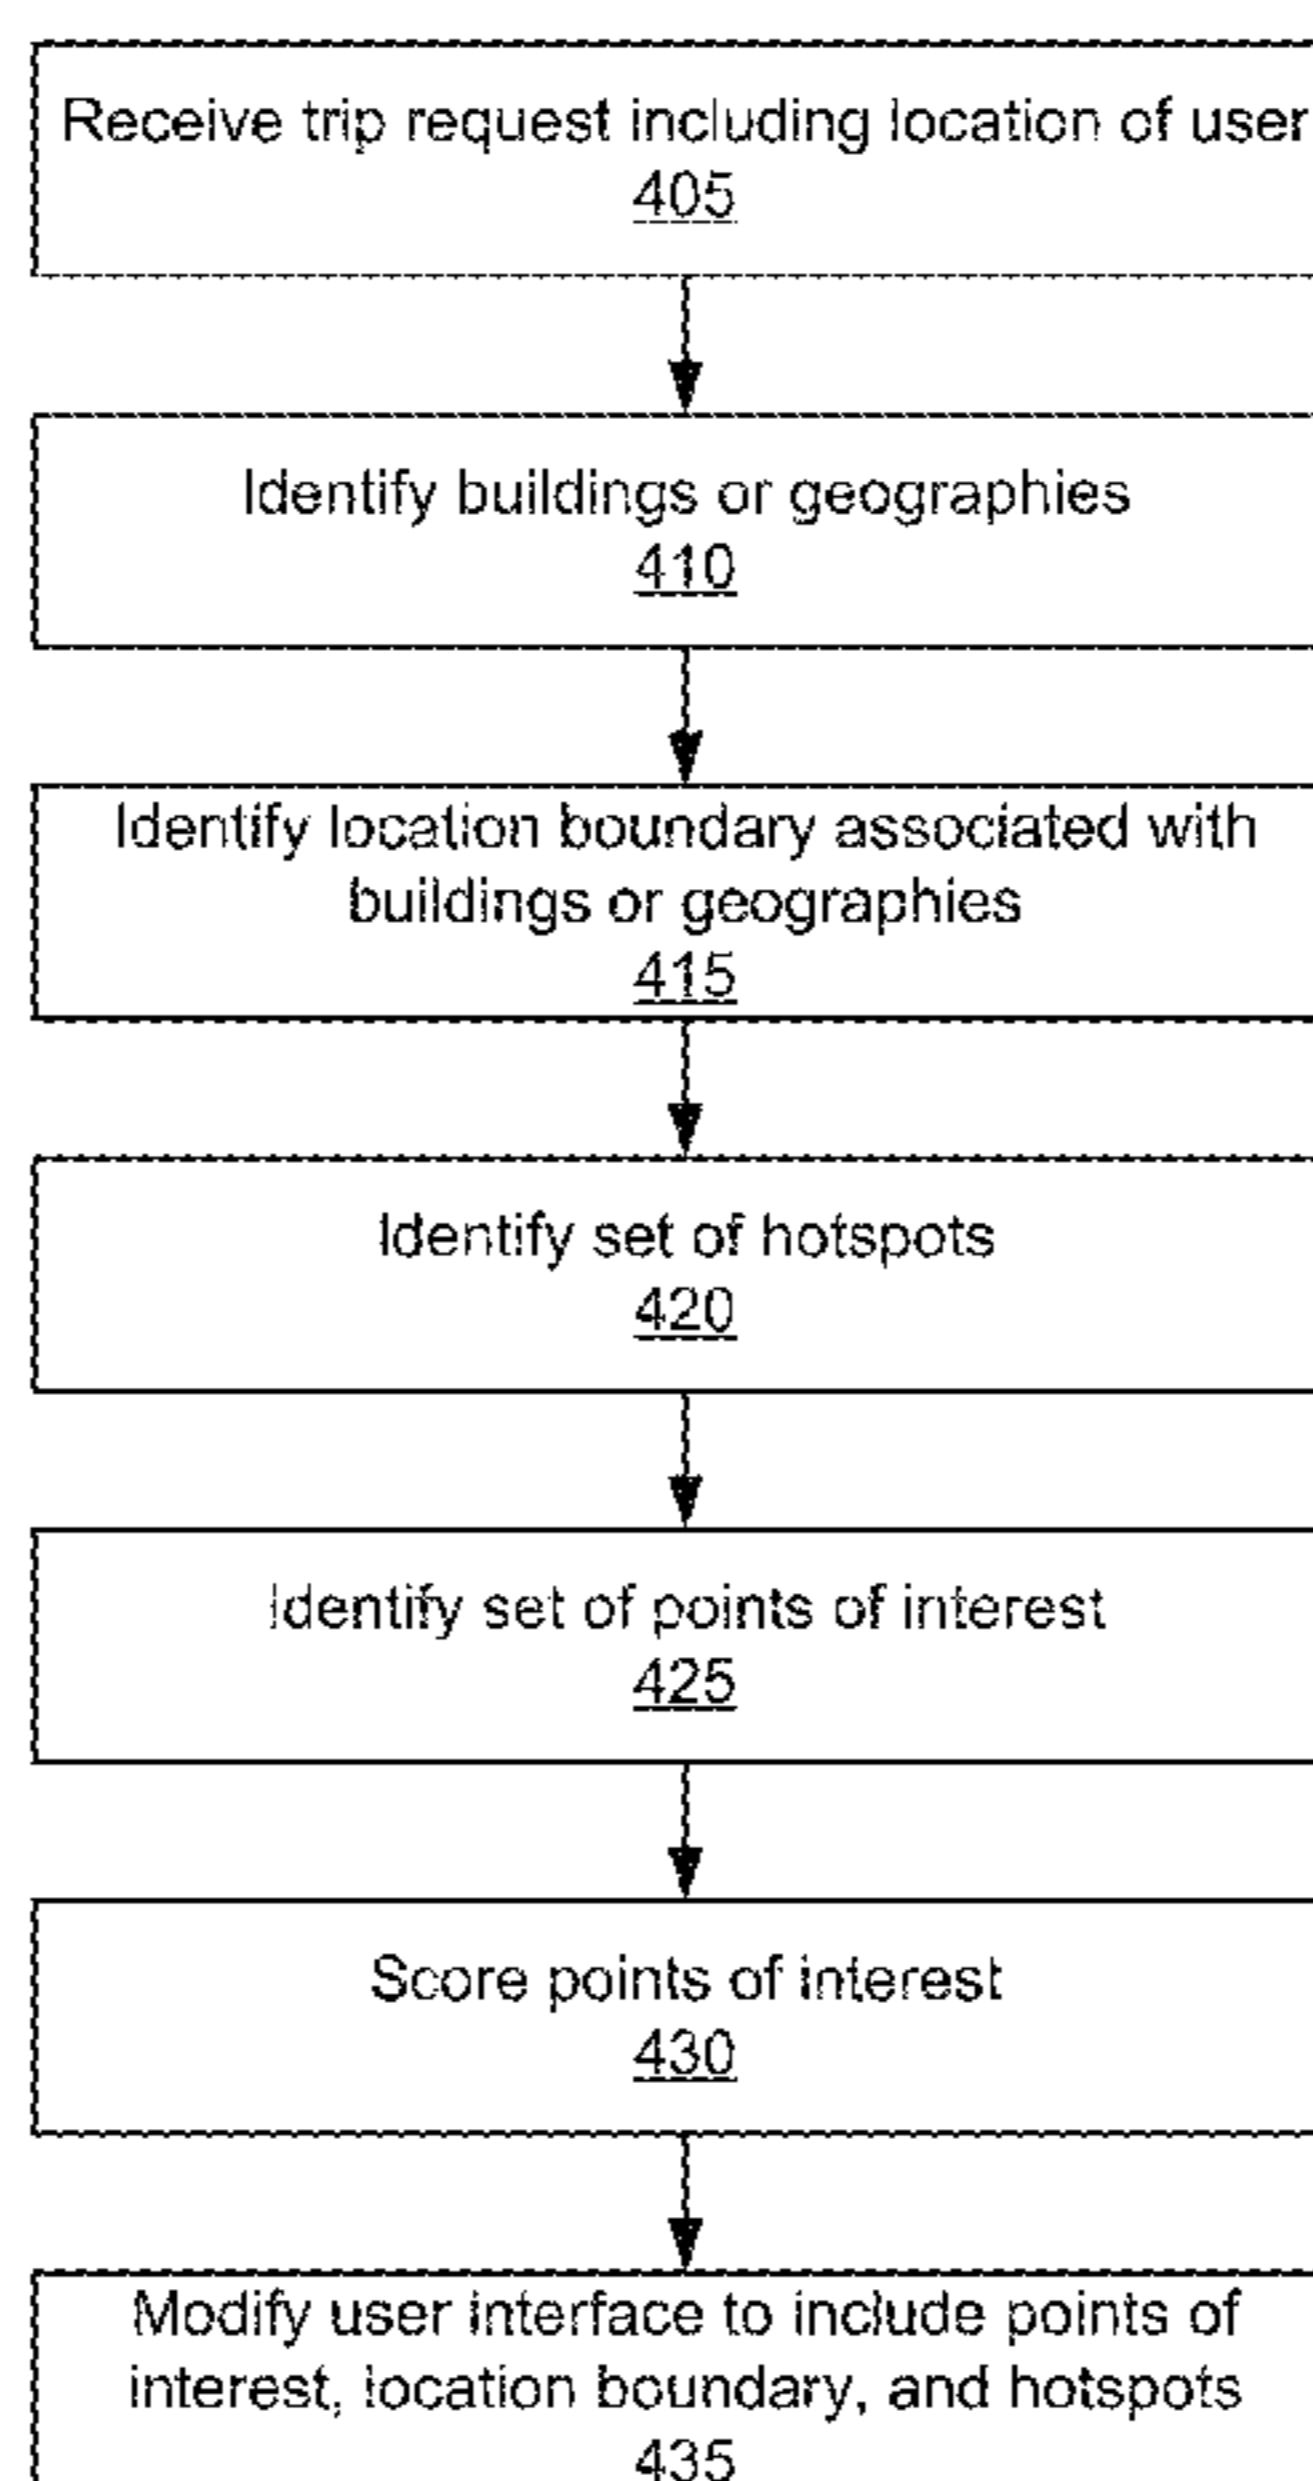 Receive trip request including location of user
405
Identify buildings or geographies
410
Identify location boundary associated with
buildings or geographies
415
Identify set of hotspots
420
Identify set of points of interest
425
Score points of interest
430
Modify user interface to include points of
interest, location boundary, and hotspots
435